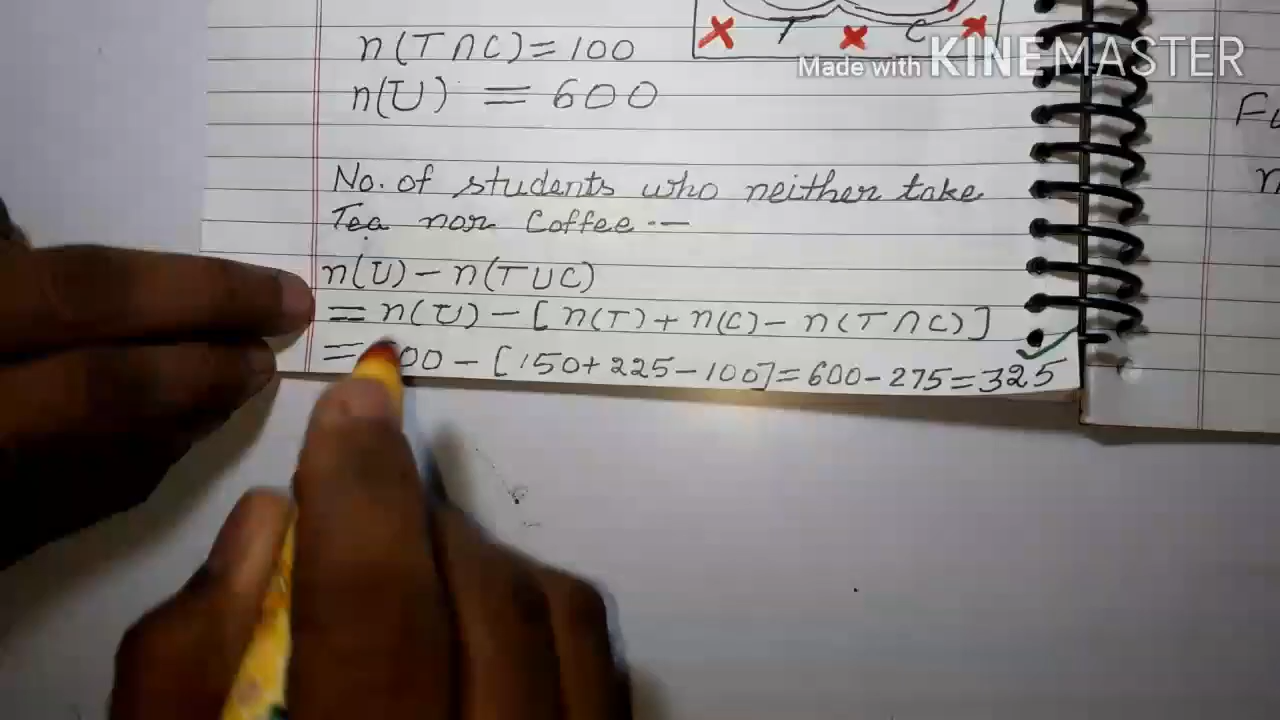 T C
Made with KINEMASTER
n(T∩C)=100
n(U) = 600
No. of students who neither take
Tea nor Coffee :—
n(U) - n(T∪C)
= n(U) - [n(T) + n(C) - n(T∩C)]
= 00 - [150+225-100] = 600-275=325